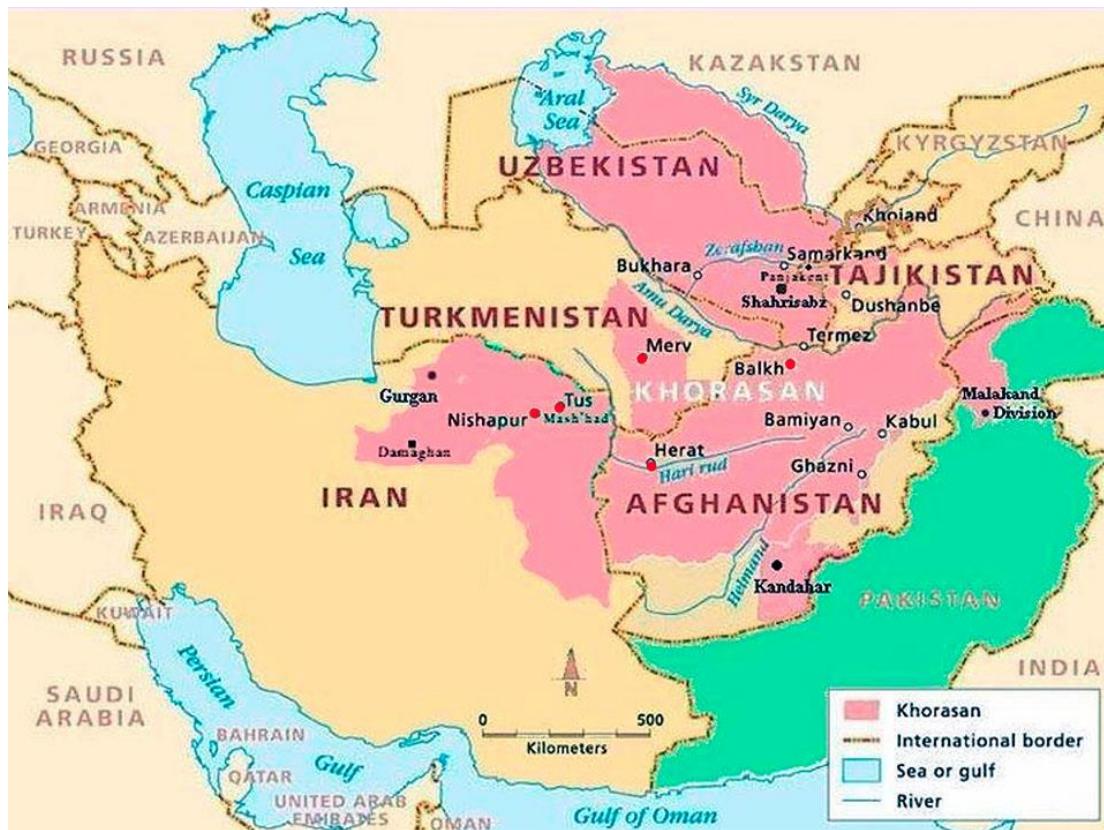 RUSSIA
KAZAKSTAN
Aral
Sea
Syr Darya
UZBEKISTAN
KYRGYZSTAN
GEORGIA
Caspian
Sea
ARMENIA
TURKEY
AZERBAIJAN
CHINA
Khojand
Zerafshan
Samarkand
Bukhara
Panjakent
TAJIKISTAN
Shahrisabz
Dushanbe
Amu Darya
TURKMENISTAN
Termez
Merv
Balkh
KHORASAN
Gurgan
Tus
Nishapur
Mash'had
Malakand
Division
Bamiyan
Kabul
Damaghan
Herat
Hari rud
Ghazni
IRAN
AFGHANISTAN
IRAQ
Helmand
Kandahar
PAKISTAN
KUWAIT
Persian
Gulf
INDIA
SAUDI
ARABIA
BAHRAIN
QATAR
UNITED ARAB
EMIRATES
OMAN
Gulf of Oman
N
0 500
Kilometers
Khorasan
International border
Sea or gulf
River